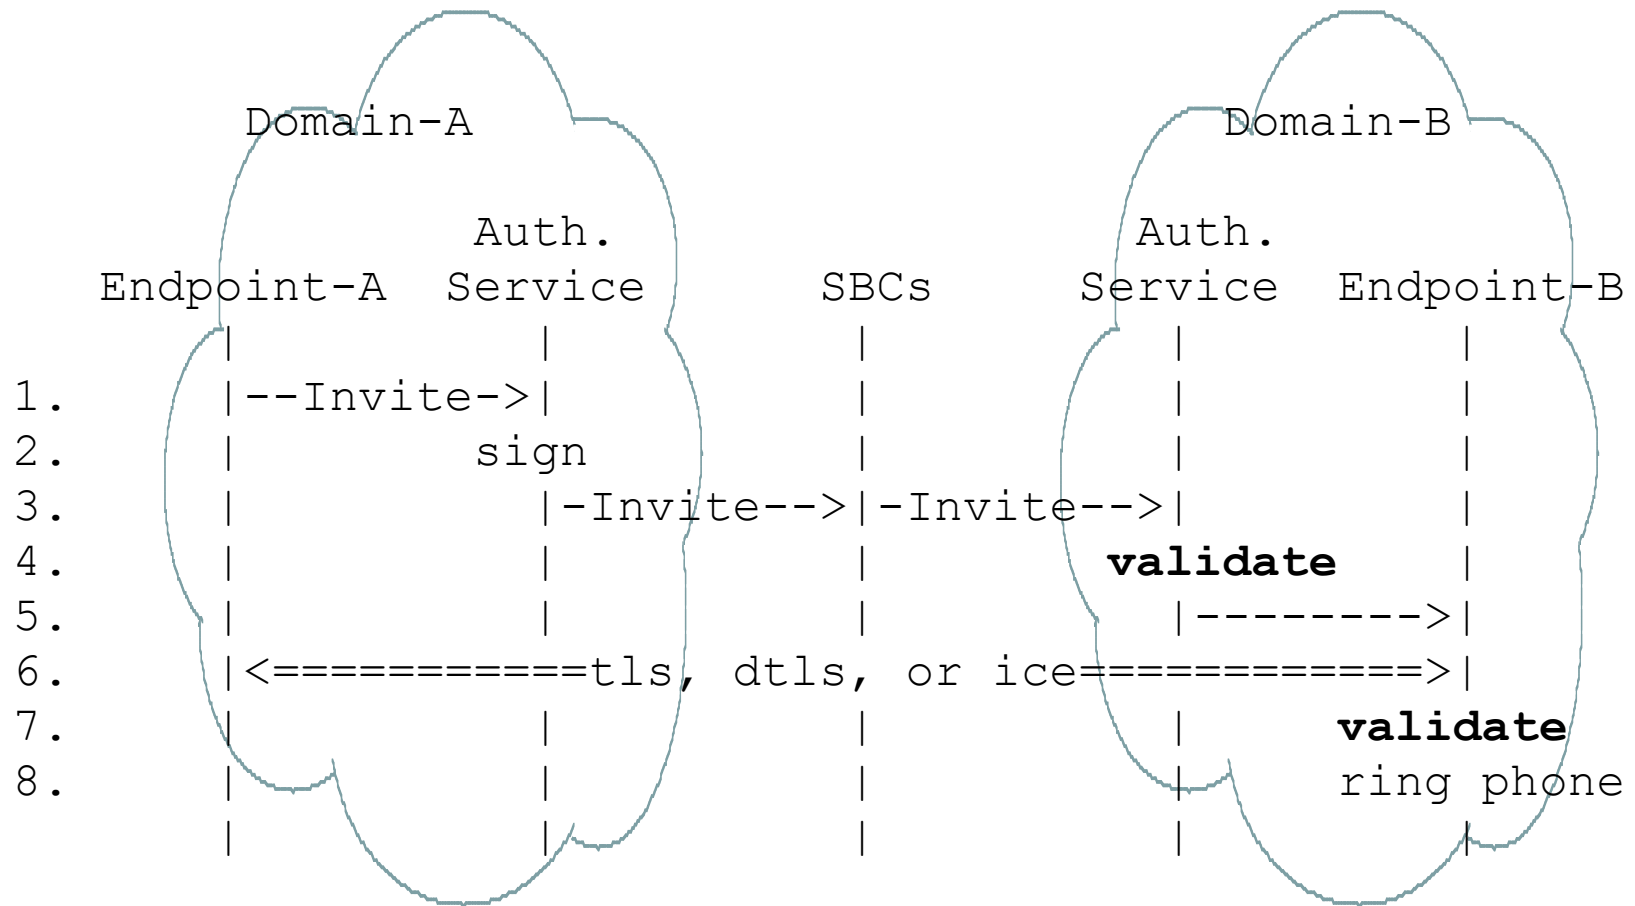 Domain-A                          Domain-B
                Auth.                  Auth.
   Endpoint-A  Service      SBCs     Service  Endpoint-B
       |          |          |          |         |
1.     |--Invite->|          |          |         |
2.     |        sign         |          |         |
3.     |          |-Invite-->|-Invite-->|         |
4.     |          |          |       validate     |
5.     |          |          |          |-------->|
6.     |<===========tls, dtls, or ice============>|
7.     |          |          |          |    validate
8.     |          |          |          |    ring phone
       |          |          |          |         |